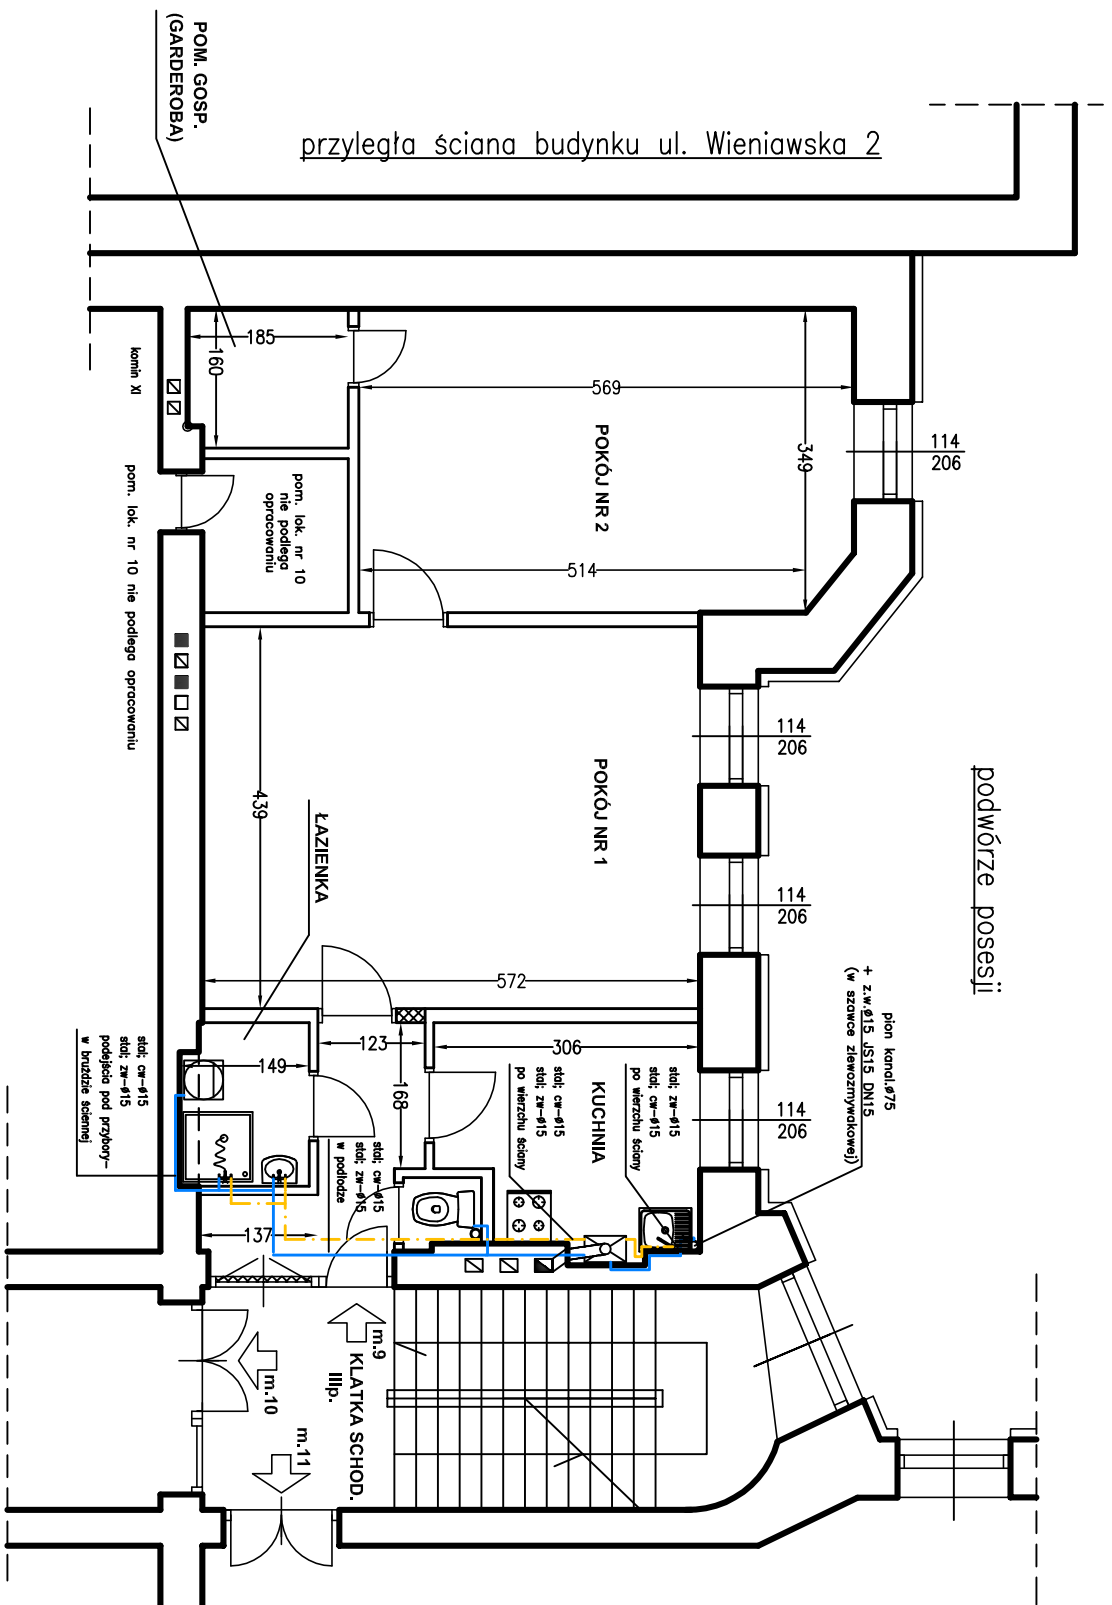 przyległa ściana budynku ul. Wieniawska 2
POM. GOSP.
(GARDEROBA)
podwórze posesji
185
160
569
349
POKÓJ NR 2
514
114
206
komin XI
pom. lok. nr 10
nie podlega
opracowaniu
pom. lok. nr 10 nie podlega opracowaniu
439
POKÓJ NR 1
572
114
206
114
206
114
206
ŁAZIENKA
149
123
168
306
137
KUCHNIA
pion kanal.ø75
+ z.w.ø15 JS15 DN15
(w szawce zlewozmywakowej)
stal; zw-ø15
stal; cw-ø15
po wierzchu ściany
stal; cw-ø15
stal; zw-ø15
po wierzchu ściany
stal; cw-ø15
stal; zw-ø15
w podłodze
stal; cw-ø15
stal; zw-ø15
podejścia pod przybory-
w bruździe ściennej
m.9
KLATKA SCHOD.
IIIp.
m.10
m.11